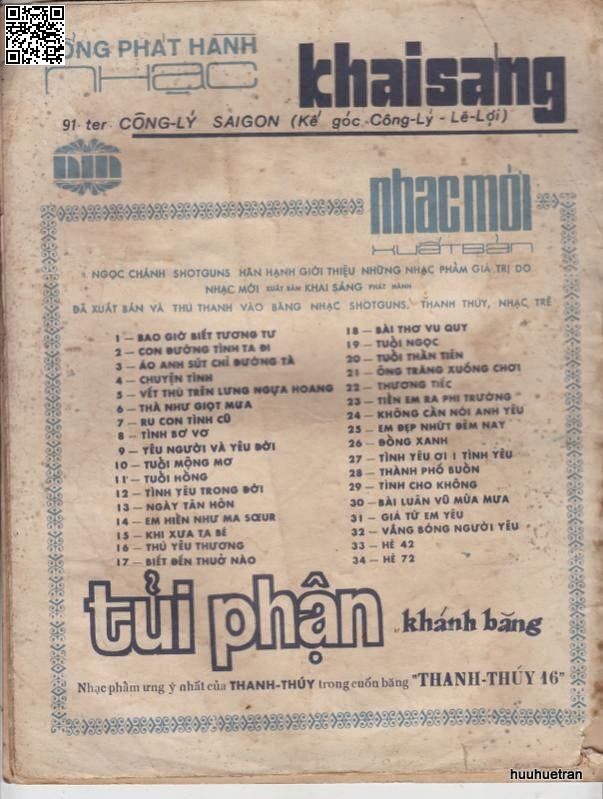 ỔNG PHÁT HÀNH
NHẠC khai sáng
91 ter CÔNG-LÝ SAIGON (Kế góc Công-Lý - Lê-Lợi)
nm
nhạc mới
XUẤT BẢN
NGỌC CHÁNH SHOTGUNS HÂN HẠNH GIỚI THIỆU NHỮNG NHẠC PHẨM GIÁ TRỊ DO
NHẠC MỚI XUẤT BẢN KHAI SÁNG PHÁT HÀNH
ĐÃ XUẤT BẢN VÀ THU THANH VÀO BĂNG NHẠC SHOTGUNS, THANH THÚY, NHẠC TRẺ
1 — BAO GIỜ BIẾT TƯƠNG TƯ
2 — CON ĐƯỜNG TÌNH TA ĐI
3 — ÁO ANH SỨT CHỈ ĐƯỜNG TÀ
4 — CHUYỆN TÌNH
5 — VẾT THÙ TRÊN LƯNG NGỰA HOANG
6 — THÀ NHƯ GIỌT MƯA
7 — RU CON TÌNH CŨ
8 — TÌNH BƠ VƠ
9 — YÊU NGƯỜI VÀ YÊU ĐỜI
10 — TUỔI MỘNG MƠ
11 — TUỔI HỒNG
12 — TÌNH YÊU TRONG ĐỜI
13 — NGÀY TÂN HÔN
14 — EM HIỀN NHƯ MA SŒUR
15 — KHI XƯA TA BÉ
16 — THÚ YÊU THƯƠNG
17 — BIẾT ĐẾN THUỞ NÀO
18 — BÀI THƠ VU QUY
19 — TUỔI NGỌC
20 — TUỔI THẦN TIÊN
21 — ÔNG TRĂNG XUỐNG CHƠI
22 — THƯƠNG TIẾC
23 — TIỄN EM RA PHI TRƯỜNG
24 — KHÔNG CẦN NÓI ANH YÊU
25 — EM ĐẸP NHỨT ĐÊM NAY
26 — ĐỒNG XANH
27 — TÌNH YÊU ƠI ! TÌNH YÊU
28 — THÀNH PHỐ BUỒN
29 — TÌNH CHO KHÔNG
30 — BÀI LUÂN VŨ MÙA MƯA
31 — GIÃ TỪ EM YÊU
32 — VẮNG BÓNG NGƯỜI YÊU
33 — HÈ 42
34 — HÈ 72
tủi phận khánh băng
Nhạc phẩm ưng ý nhất của THANH-THÚY trong cuốn băng "THANH-THÚY 16"
huuhuetran